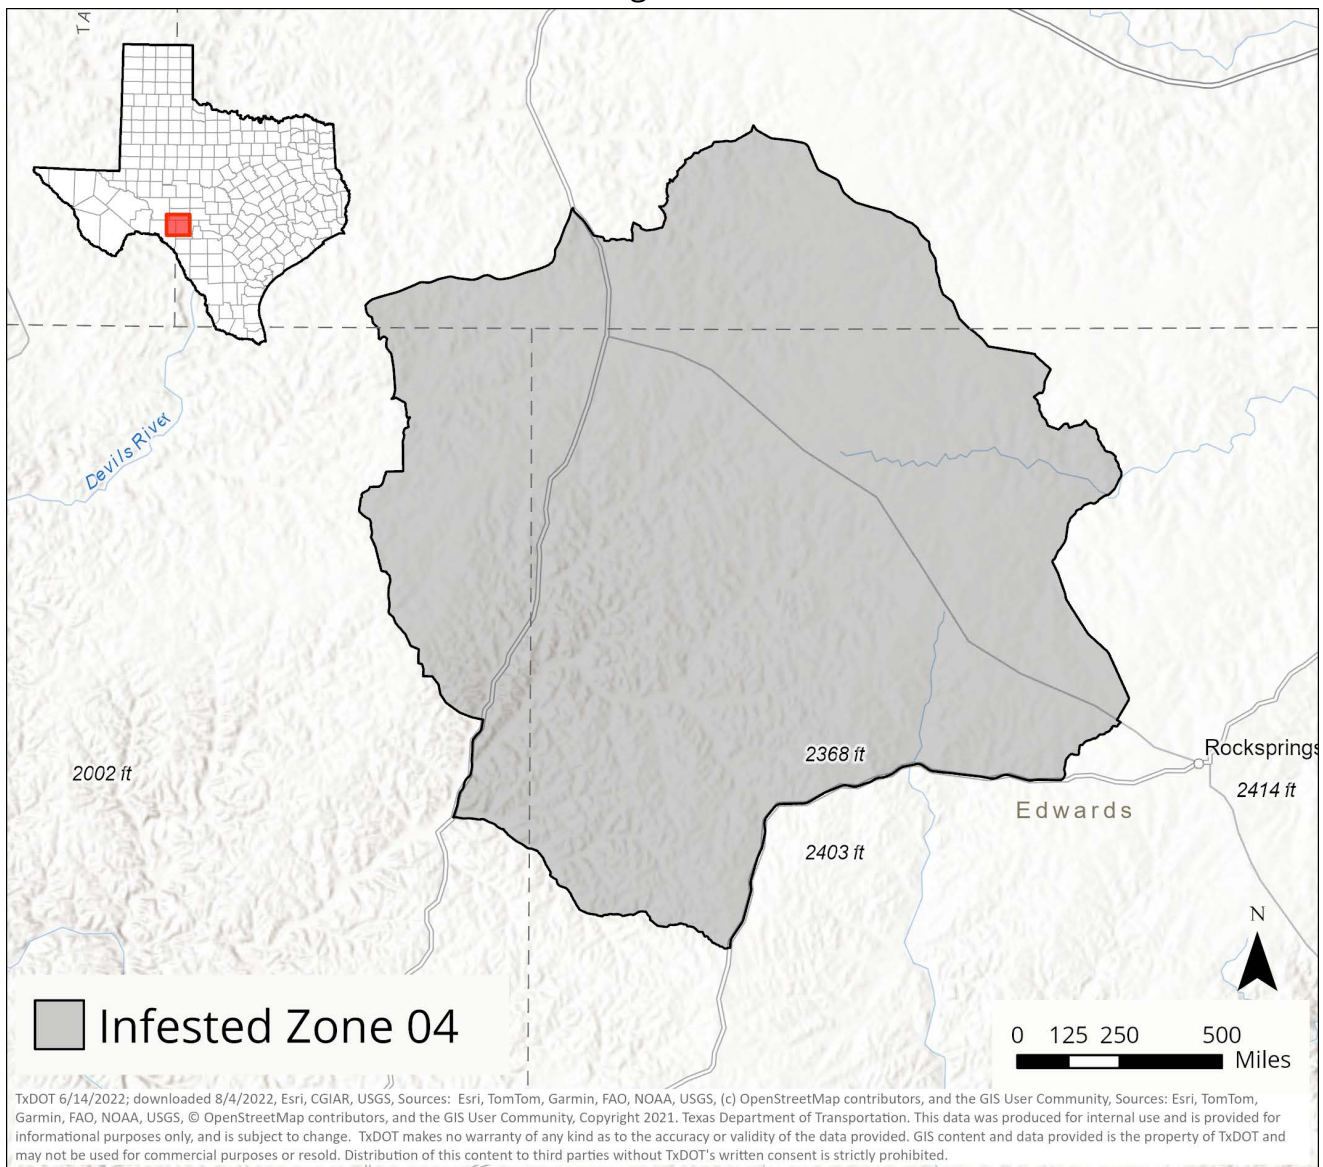 TA
Devils River
2368 ft
Rocksprings
2002 ft
2414 ft
Edwards
2403 ft
N
Infested Zone 04
0 125 250 500
Miles
TxDOT 6/14/2022; downloaded 8/4/2022, Esri, CGIAR, USGS, Sources: Esri, TomTom, Garmin, FAO, NOAA, USGS, (c) OpenStreetMap contributors, and the GIS User Community, Sources: Esri, TomTom,
Garmin, FAO, NOAA, USGS, © OpenStreetMap contributors, and the GIS User Community, Copyright 2021. Texas Department of Transportation. This data was produced for internal use and is provided for
informational purposes only, and is subject to change. TxDOT makes no warranty of any kind as to the accuracy or validity of the data provided. GIS content and data provided is the property of TxDOT and
may not be used for commercial purposes or resold. Distribution of this content to third parties without TxDOT's written consent is strictly prohibited.